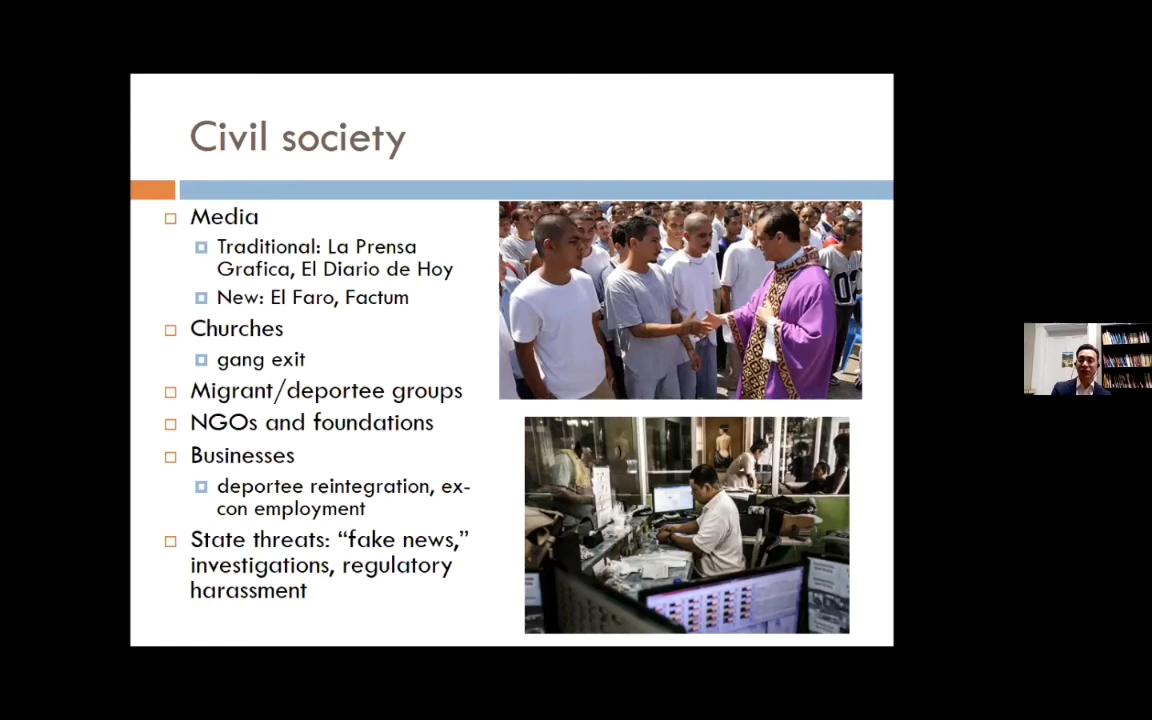 Civil society
Media
Traditional: La Prensa
Grafica, El Diario de Hoy
New: El Faro, Factum
Churches
gang exit
Migrant/deportee groups
NGOs and foundations
Businesses
deportee reintegration, ex-
con employment
State threats: “fake news,”
investigations, regulatory
harassment
02